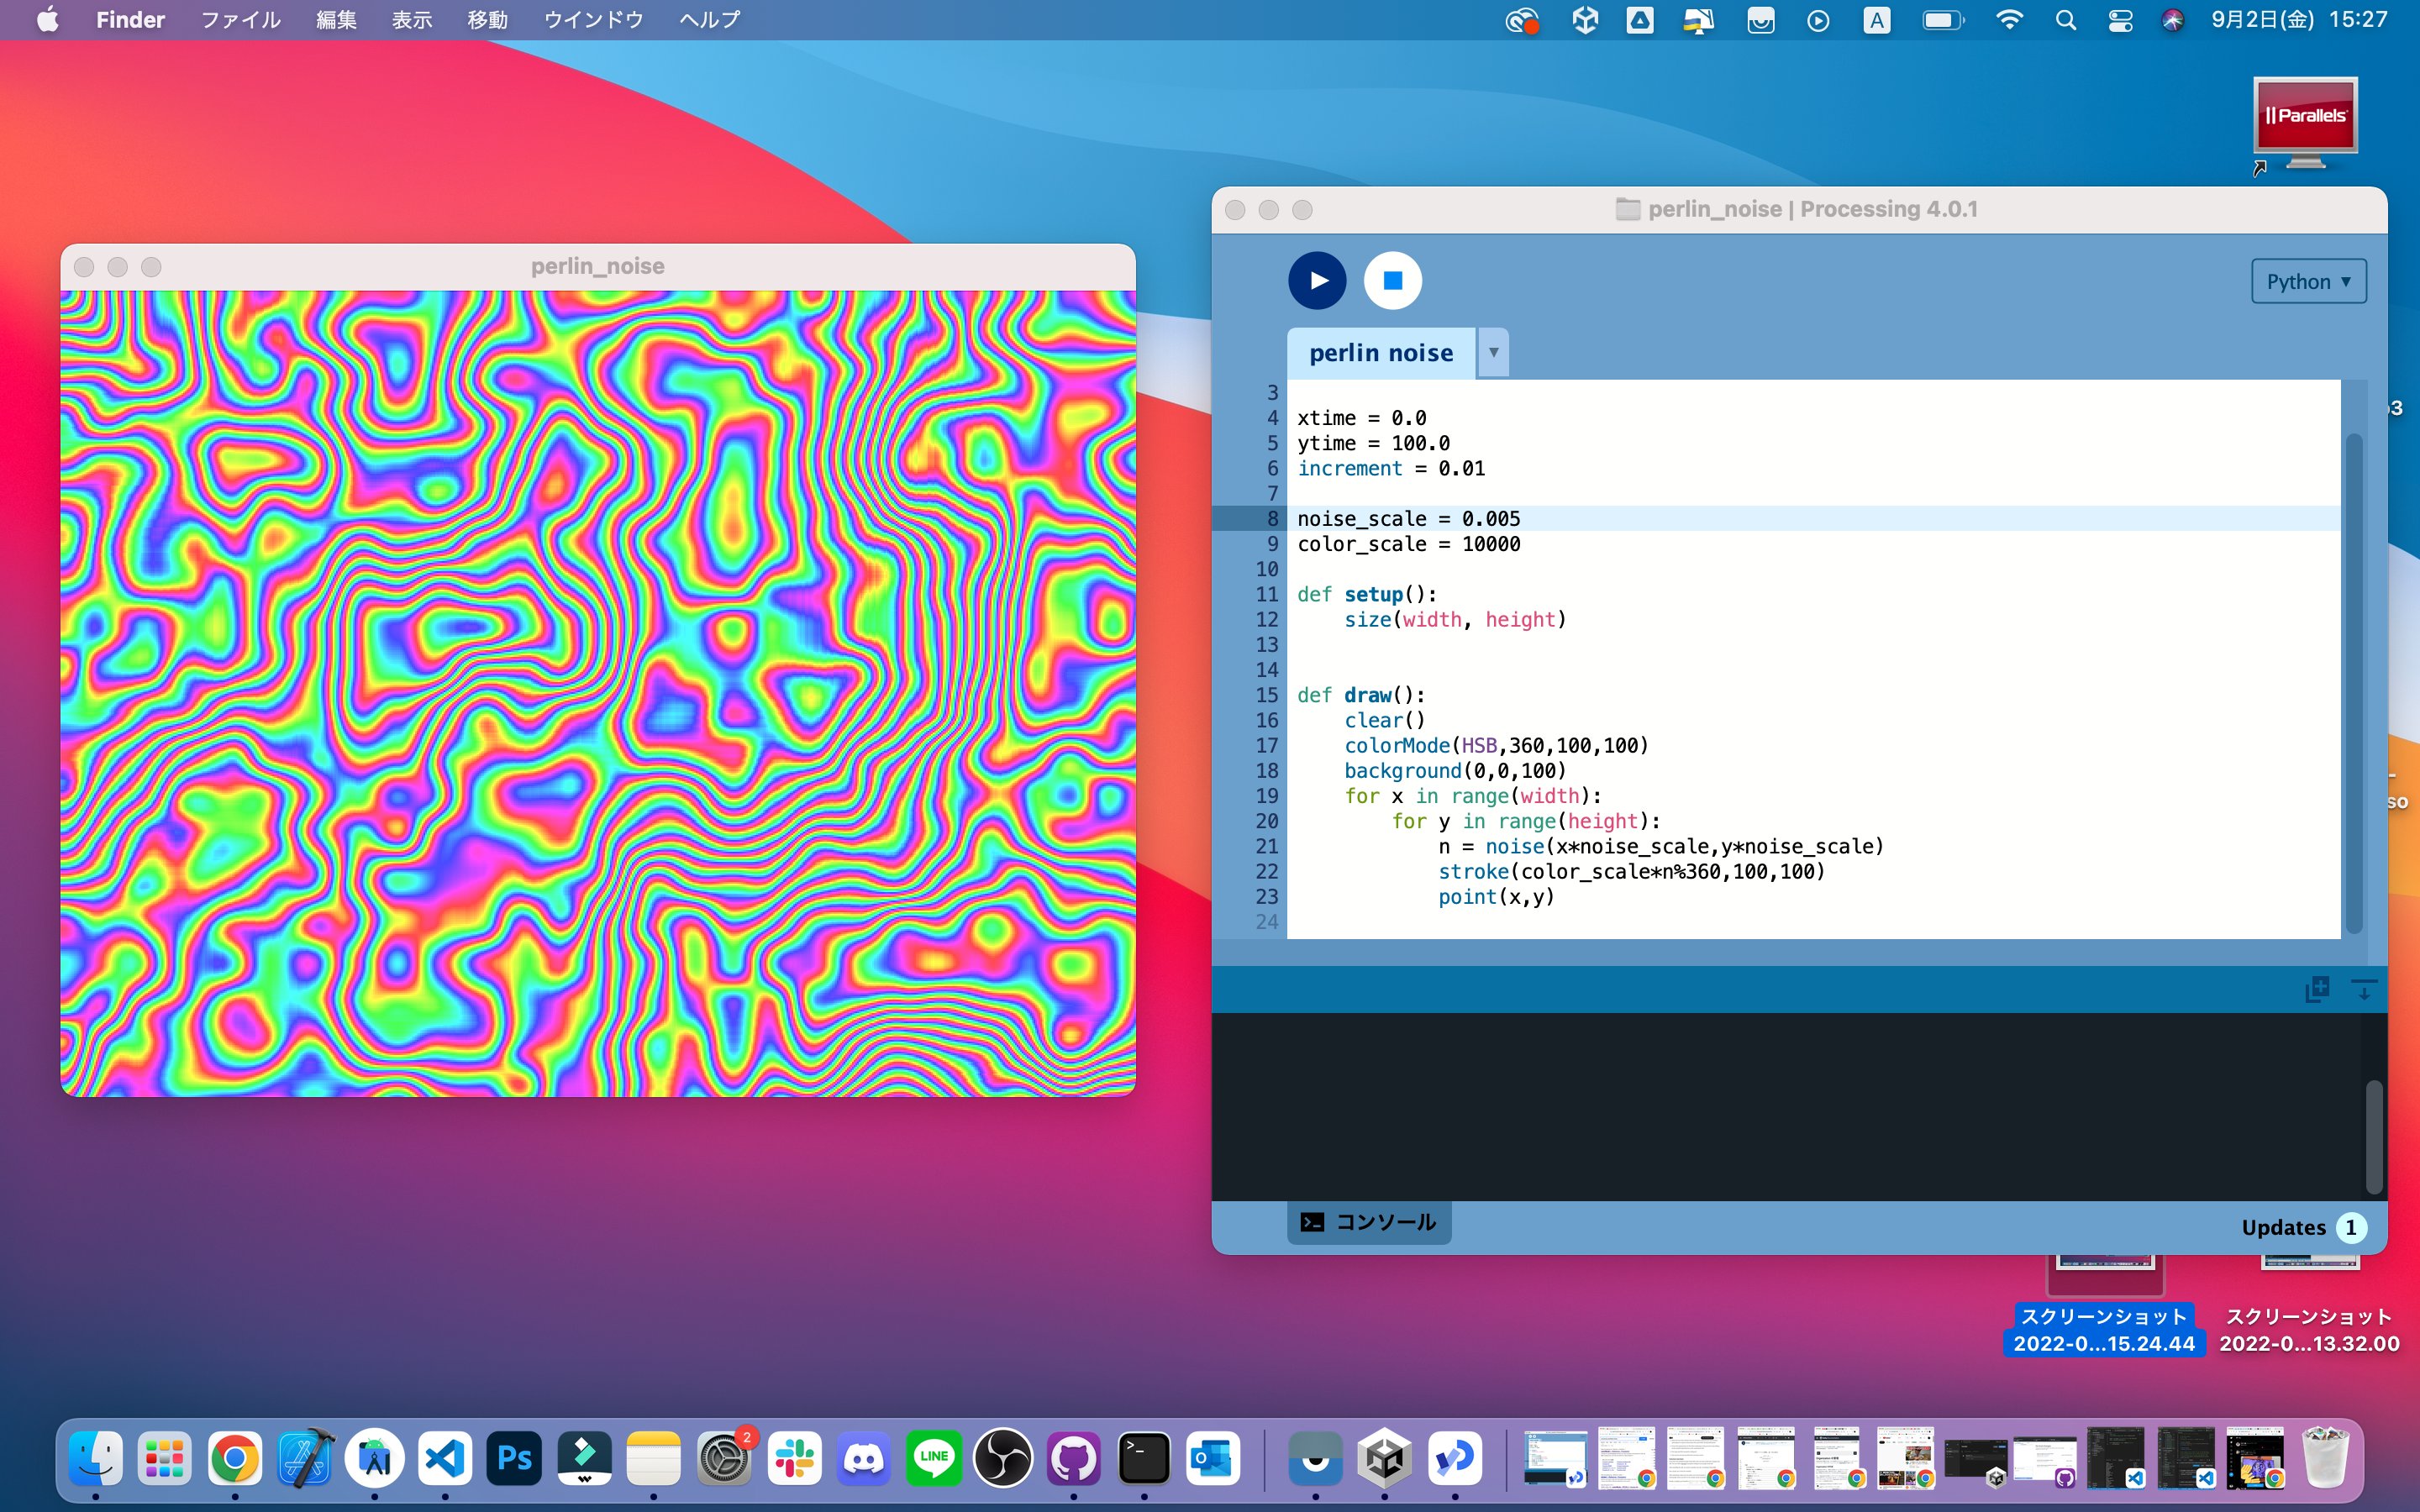 Finder ファイル 編集 表示 移動 ウインドウ ヘルプ A 9月2日(金) 15:27
Parallels
perlin_noise | Processing 4.0.1
perlin_noise
Python
perlin noise
3
4 xtime = 0.0
5 ytime = 100.0
6 increment = 0.01
7
8 noise_scale = 0.005
9 color_scale = 10000
10
11 def setup():
12 size(width, height)
13
14
15 def draw():
16 clear()
17 colorMode(HSB,360,100,100)
18 background(0,0,100)
19 for x in range(width):
20 for y in range(height):
21 n = noise(x*noise_scale,y*noise_scale)
22 stroke(color_scale*n%360,100,100)
23 point(x,y)
24
so
コンソール
Updates 1
スクリーンショット
2022-0...15.24.44
スクリーンショット
2022-0...13.32.00
Ps
2
LINE